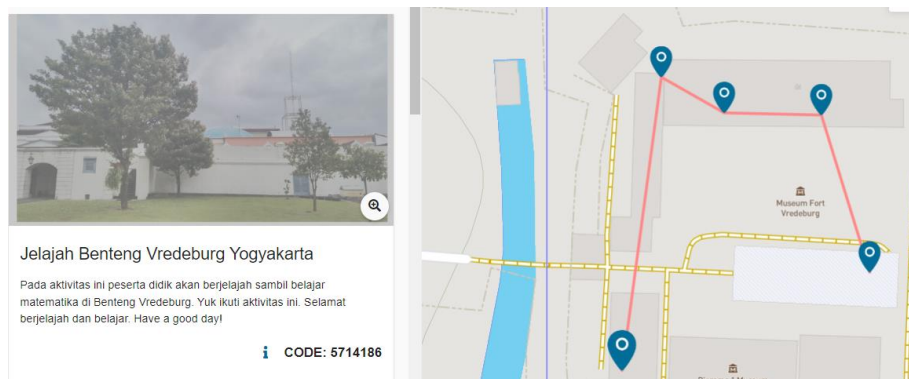 Jelajah Benteng Vredeburg Yogyakarta
Pada aktivitas ini peserta didik akan berjelajah sambil belajar
matematika di Benteng Vredeburg. Yuk ikuti aktivitas ini. Selamat
berjelajah dan belajar. Have a good day!
i CODE: 5714186
Museum Fort
Vredeburg